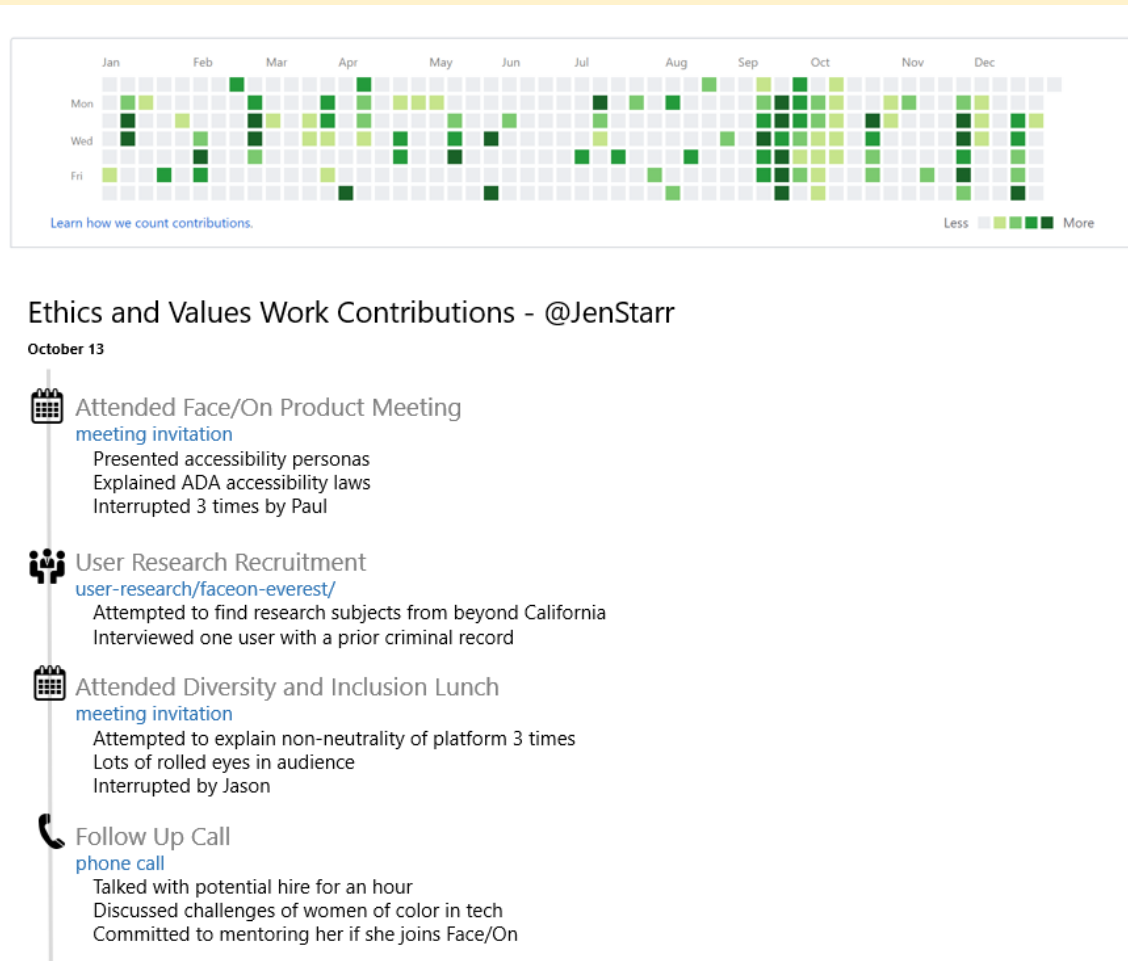 Jan Feb Mar Apr May Jun Jul Aug Sep Oct Nov Dec
Mon
Wed
Fri
Learn how we count contributions.
Less More
Ethics and Values Work Contributions - @JenStarr
October 13
Attended Face/On Product Meeting
meeting invitation
Presented accessibility personas
Explained ADA accessibility laws
Interrupted 3 times by Paul
User Research Recruitment
user-research/faceon-everest/
Attempted to find research subjects from beyond California
Interviewed one user with a prior criminal record
Attended Diversity and Inclusion Lunch
meeting invitation
Attempted to explain non-neutrality of platform 3 times
Lots of rolled eyes in audience
Interrupted by Jason
Follow Up Call
phone call
Talked with potential hire for an hour
Discussed challenges of women of color in tech
Committed to mentoring her if she joins Face/On